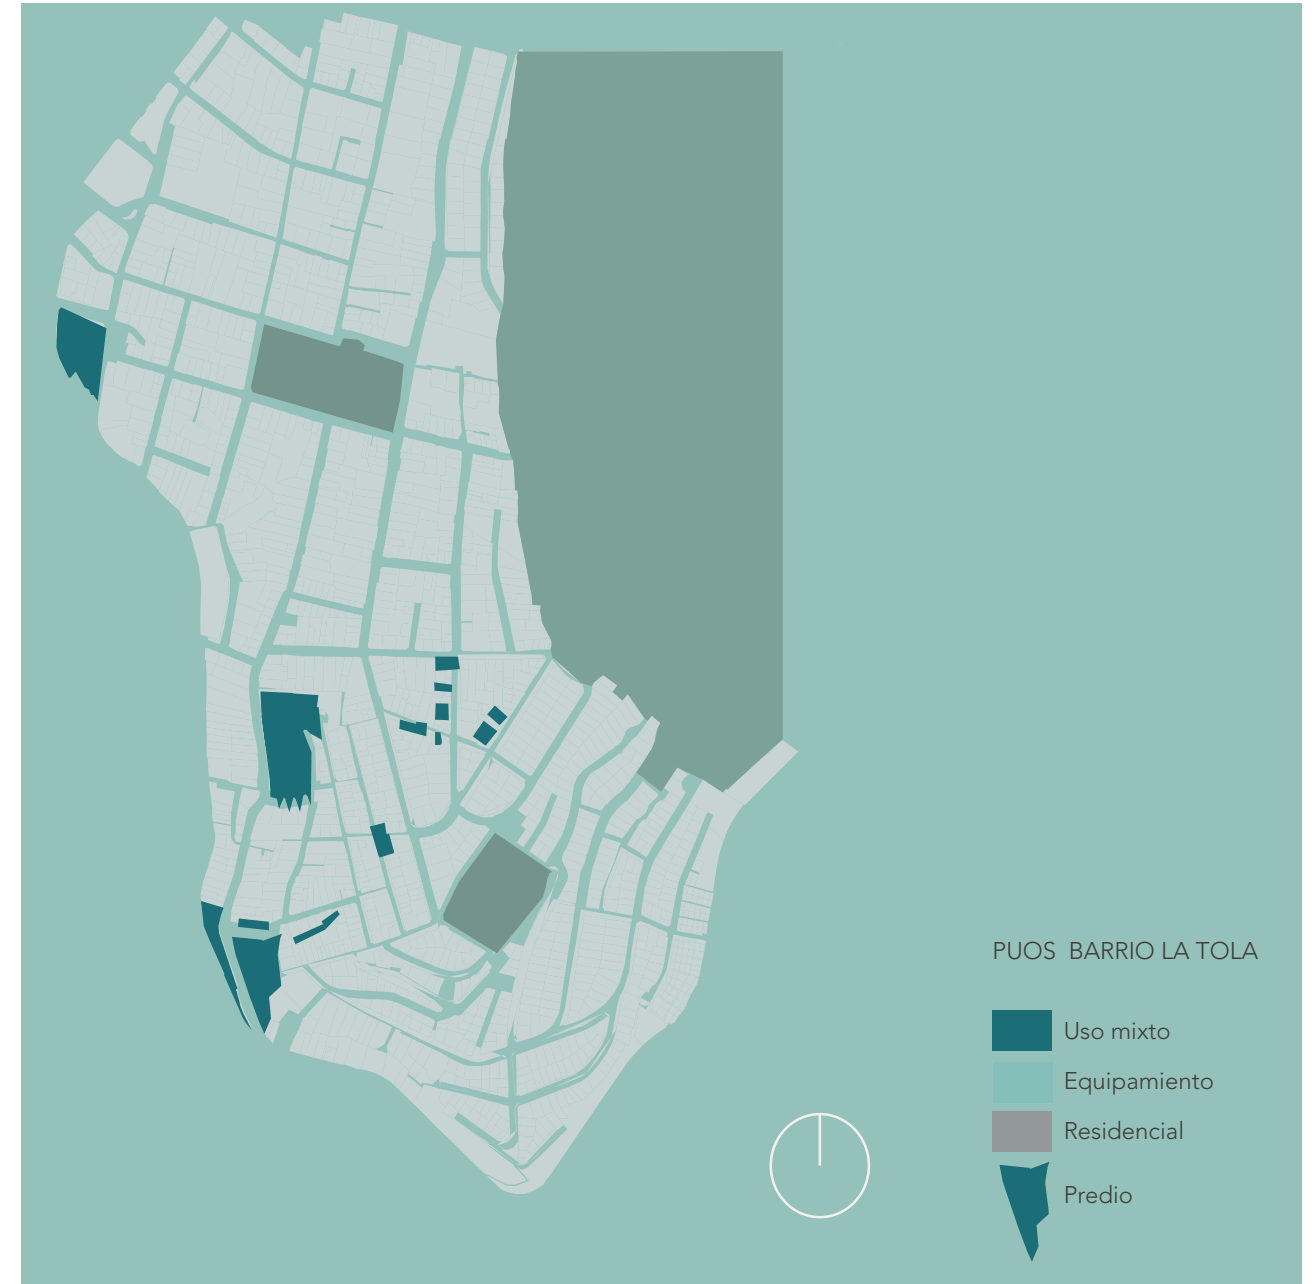 PUOS BARRIO LA TOLA
Uso mixto
Equipamiento
Residencial
Predio